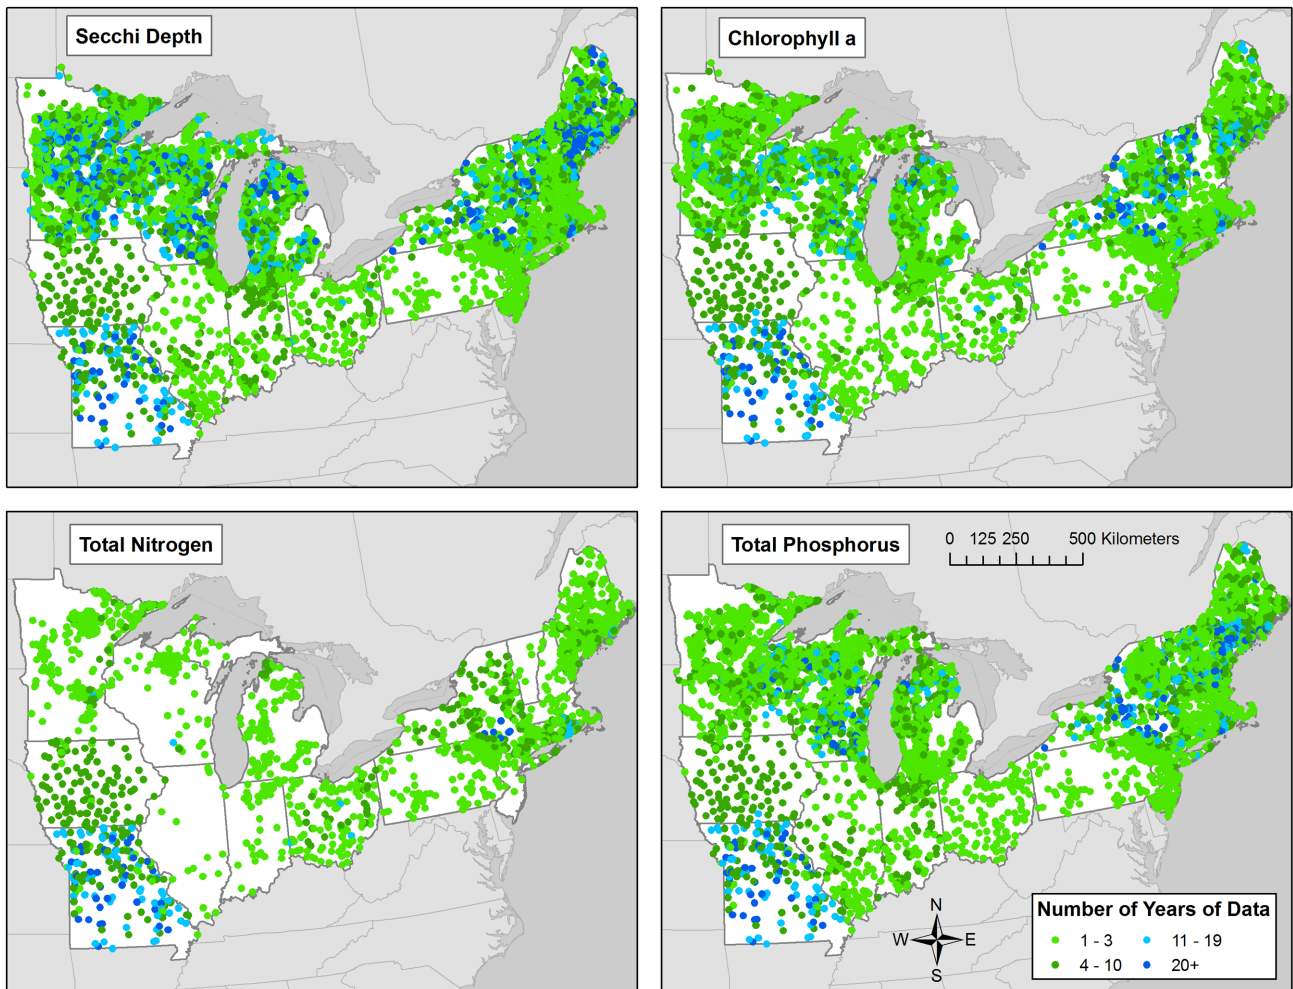 Secchi Depth
Chlorophyll a
Total Nitrogen
Total Phosphorus
0 125 250 500 Kilometers
N
W E
S
Number of Years of Data
1 - 3 11 - 19
4 - 10 20+